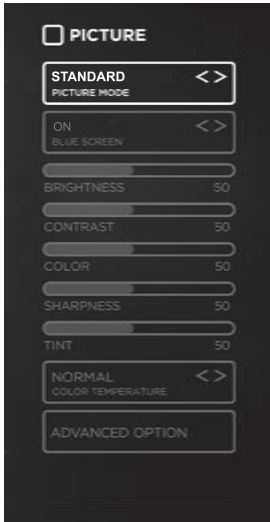 PICTURE
STANDARD < >
PICTURE MODE
ON < >
BLUE SCREEN
BRIGHTNESS 50
CONTRAST 50
COLOR 50
SHARPNESS 50
TINT 50
NORMAL < >
COLOR TEMPERATURE
ADVANCED OPTION